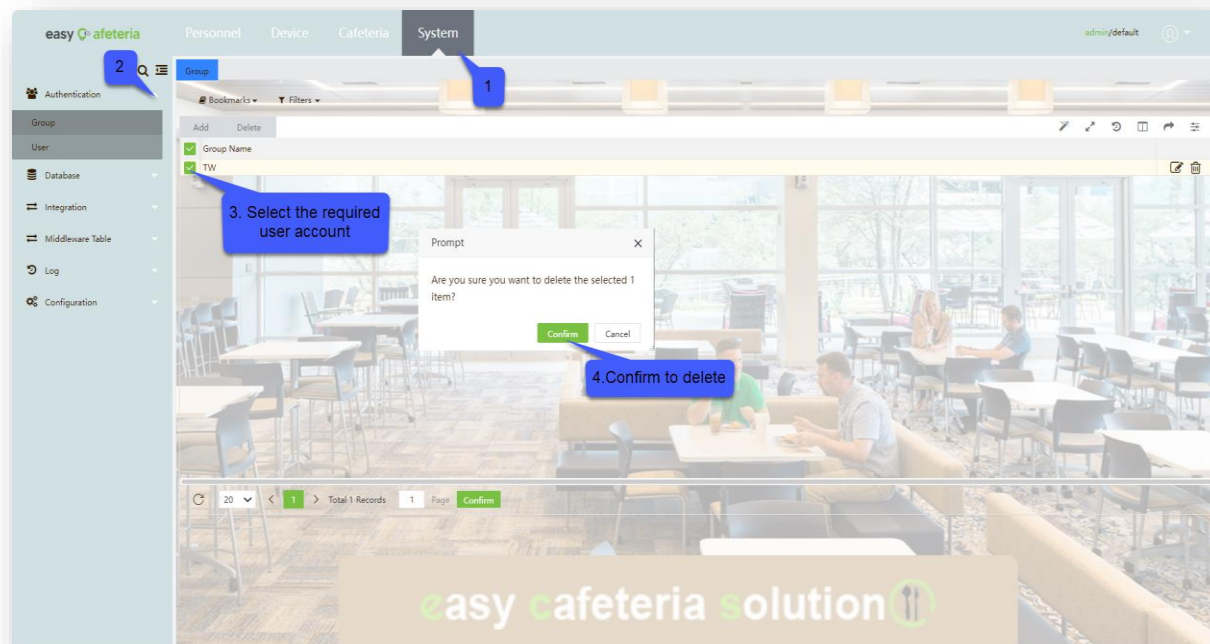 easy Cafeteria
Personnel Device Cafeteria System
admin/default
2
Group
1
Authentication
Bookmarks Filters
Group
Add Delete
User
Group Name
TW
Database
Integration
3. Select the required
user account
Middleware Table
Prompt X
Log
Are you sure you want to delete the selected 1
item?
Configuration
Confirm Cancel
4.Confirm to delete
20 < 1 > Total 1 Records 1 Page Confirm
easy cafeteria solution